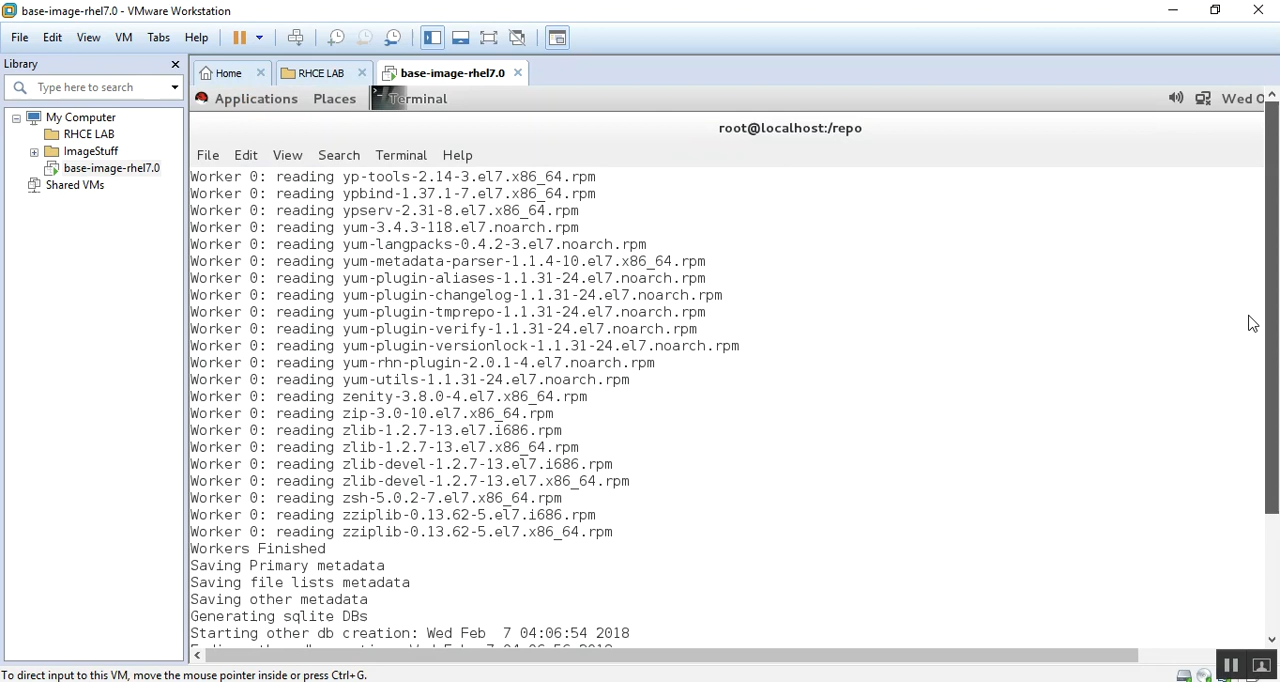 base-image-rhel7.0 - VMware Workstation
File Edit View VM Tabs Help
Library
Type here to search
My Computer
RHCE LAB
ImageStuff
base-image-rhel7.0
Shared VMs
Home RHCE LAB base-image-rhel7.0
Applications Places Terminal Wed O
root@localhost:/repo
File Edit View Search Terminal Help
Worker 0: reading yp-tools-2.14-3.el7.x86_64.rpm
Worker 0: reading ypbind-1.37.1-7.el7.x86_64.rpm
Worker 0: reading ypserv-2.31-8.el7.x86_64.rpm
Worker 0: reading yum-3.4.3-118.el7.noarch.rpm
Worker 0: reading yum-langpacks-0.4.2-3.el7.noarch.rpm
Worker 0: reading yum-metadata-parser-1.1.4-10.el7.x86_64.rpm
Worker 0: reading yum-plugin-aliases-1.1.31-24.el7.noarch.rpm
Worker 0: reading yum-plugin-changelog-1.1.31-24.el7.noarch.rpm
Worker 0: reading yum-plugin-tmprepo-1.1.31-24.el7.noarch.rpm
Worker 0: reading yum-plugin-verify-1.1.31-24.el7.noarch.rpm
Worker 0: reading yum-plugin-versionlock-1.1.31-24.el7.noarch.rpm
Worker 0: reading yum-rhn-plugin-2.0.1-4.el7.noarch.rpm
Worker 0: reading yum-utils-1.1.31-24.el7.noarch.rpm
Worker 0: reading zenity-3.8.0-4.el7.x86_64.rpm
Worker 0: reading zip-3.0-10.el7.x86_64.rpm
Worker 0: reading zlib-1.2.7-13.el7.i686.rpm
Worker 0: reading zlib-1.2.7-13.el7.x86_64.rpm
Worker 0: reading zlib-devel-1.2.7-13.el7.i686.rpm
Worker 0: reading zlib-devel-1.2.7-13.el7.x86_64.rpm
Worker 0: reading zsh-5.0.2-7.el7.x86_64.rpm
Worker 0: reading zziplib-0.13.62-5.el7.i686.rpm
Worker 0: reading zziplib-0.13.62-5.el7.x86_64.rpm
Workers Finished
Saving Primary metadata
Saving file lists metadata
Saving other metadata
Generating sqlite DBs
Starting other db creation: Wed Feb  7 04:06:54 2018
To direct input to this VM, move the mouse pointer inside or press Ctrl+G.